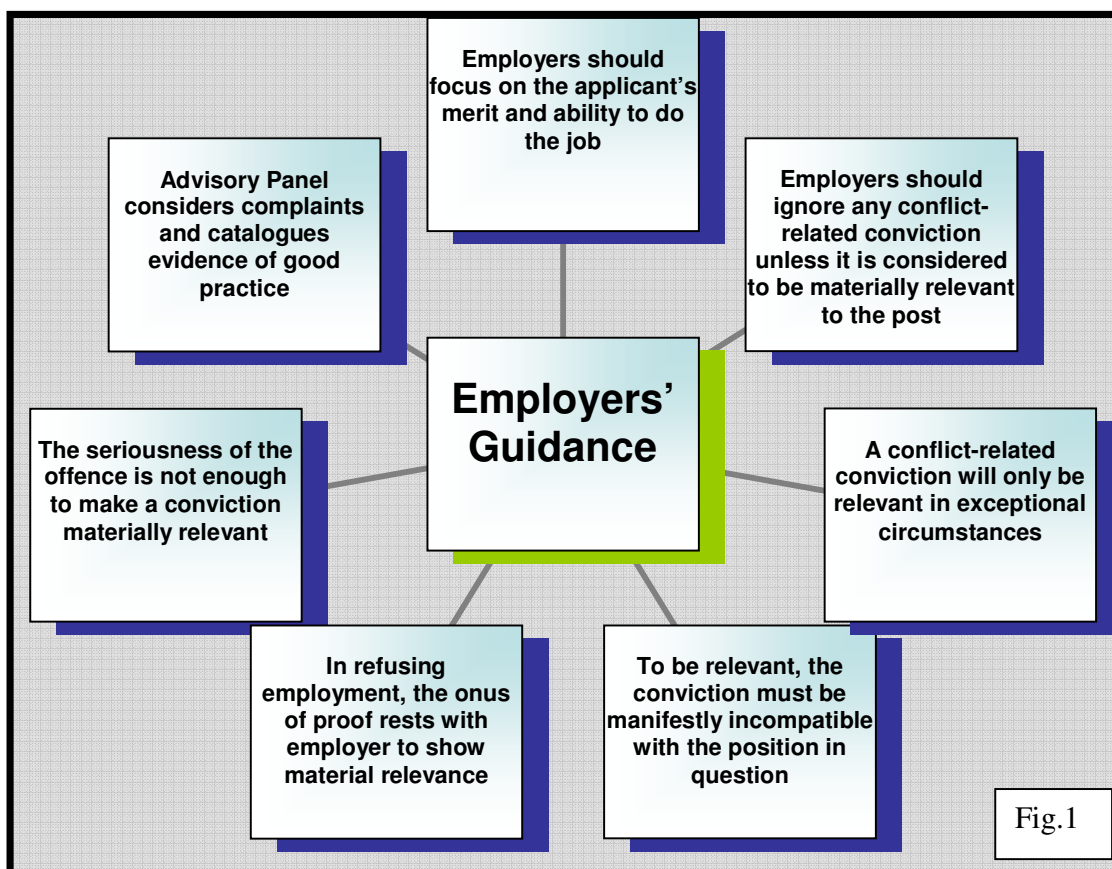 Employers should
focus on the applicant's
merit and ability to do
the job
Advisory Panel
considers complaints
and catalogues
evidence of good
practice
Employers should
ignore any conflict-
related conviction
unless it is considered
to be materially relevant
to the post
Employers’
Guidance
The seriousness of the
offence is not enough
to make a conviction
materially relevant
A conflict-related
conviction will only be
relevant in exceptional
circumstances
In refusing
employment, the onus
of proof rests with
employer to show
material relevance
To be relevant, the
conviction must be
manifestly incompatible
with the position in
question
Fig.1